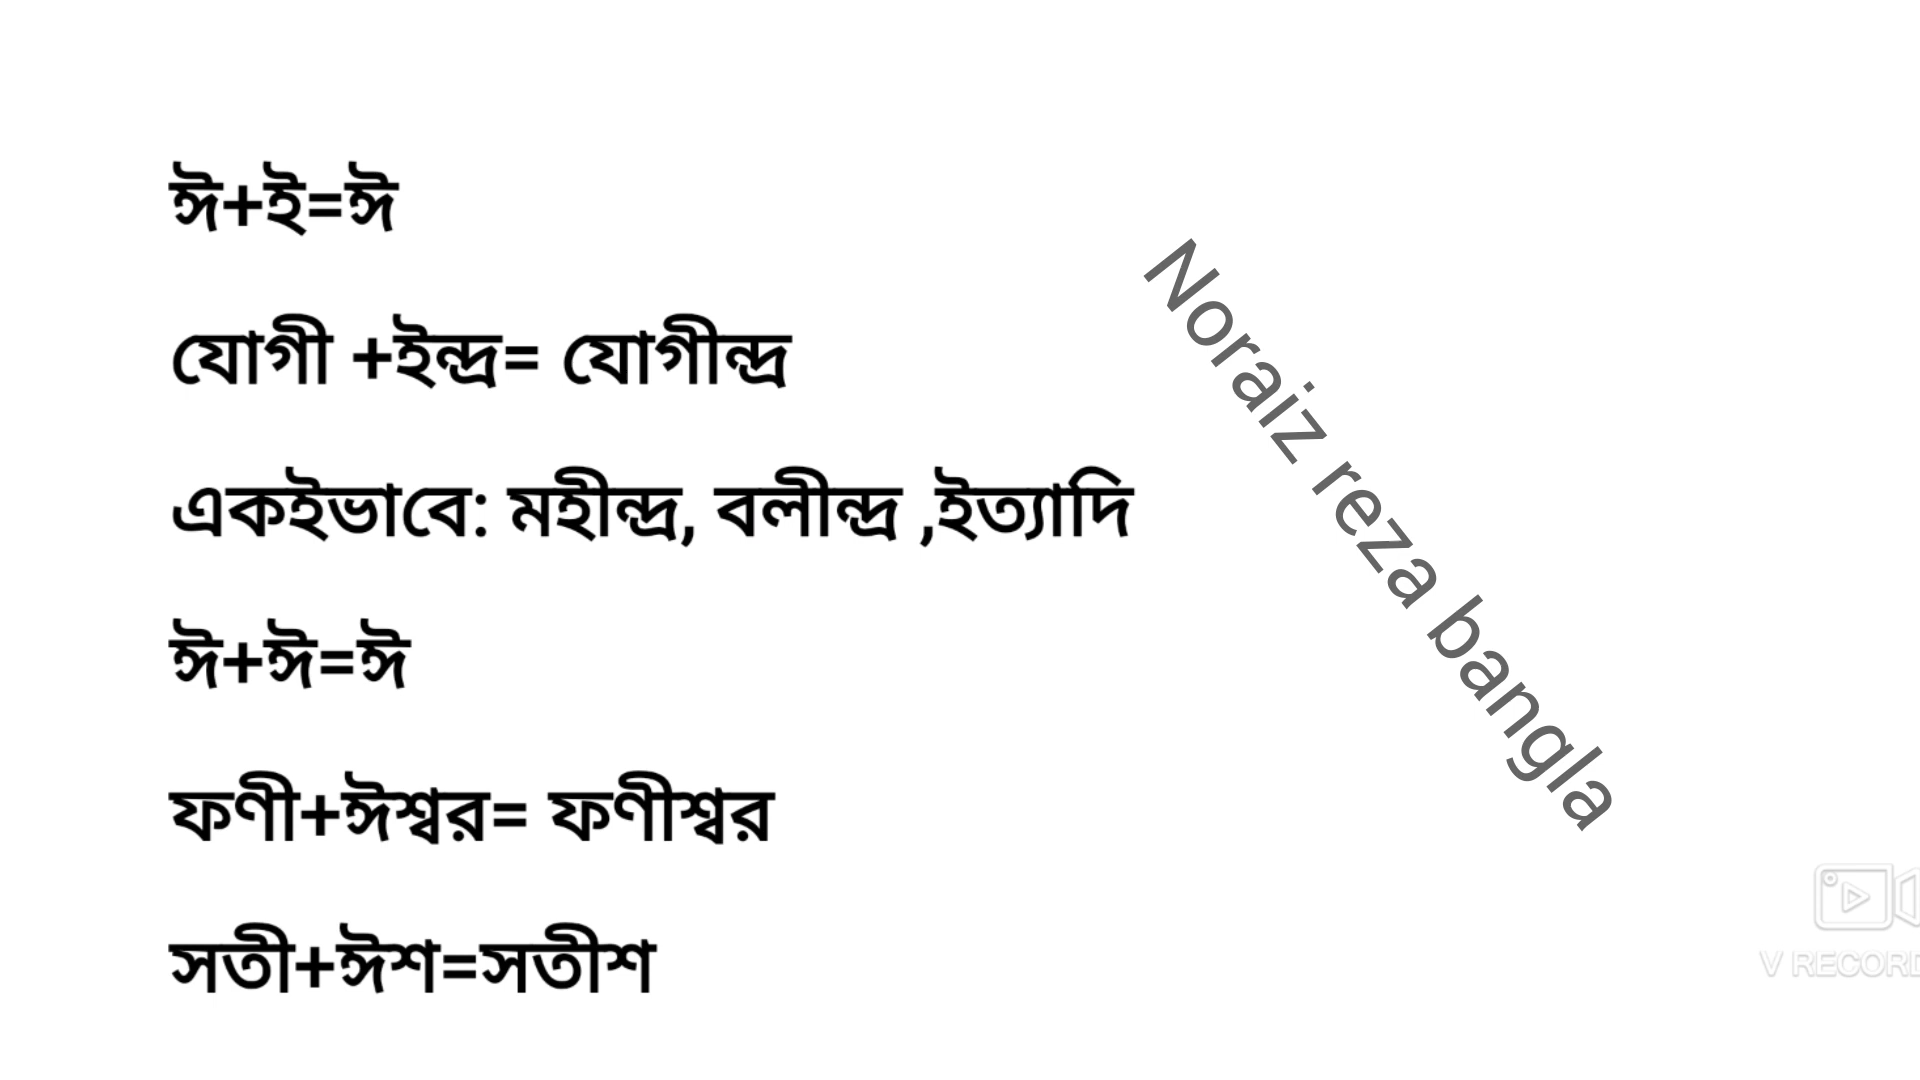 ঈ+ই=ঈ
যোগী +ইন্দ্র= যোগীন্দ্র
একইভাবে: মহীন্দ্র, বলীন্দ্র ,ইত্যাদি
ঈ+ঈ=ঈ
ফণী+ঈশ্বর= ফণীশ্বর
সতী+ঈশ=সতীশ
Noraiz reza bangla
V RECORD